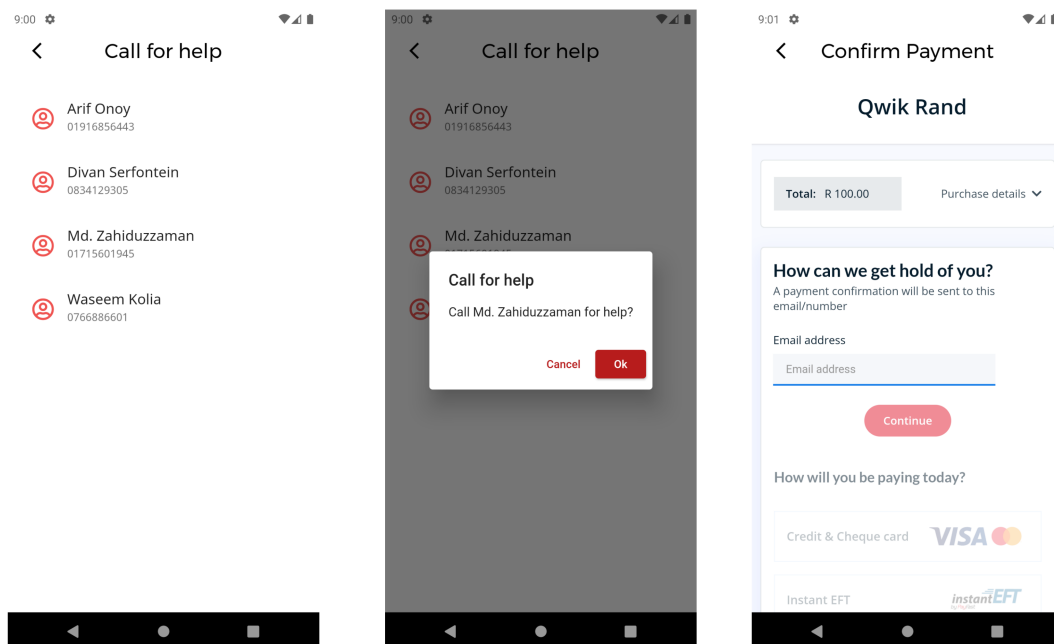 9:00
Call for help
Arif Onoy
01916856443
Divan Serfontein
0834129305
Md. Zahiduzzaman
01715601945
Waseem Kolia
0766886601
9:00
Call for help
Arif Onoy
01916856443
Divan Serfontein
0834129305
Md. Zahiduzzaman
Call for help
Call Md. Zahiduzzaman for help?
Cancel Ok
9:01
Confirm Payment
Qwik Rand
Total: R 100.00 Purchase details
How can we get hold of you?
A payment confirmation will be sent to this
email/number
Email address
Email address
Continue
How will you be paying today?
Credit & Cheque card VISA
Instant EFT instantEFT